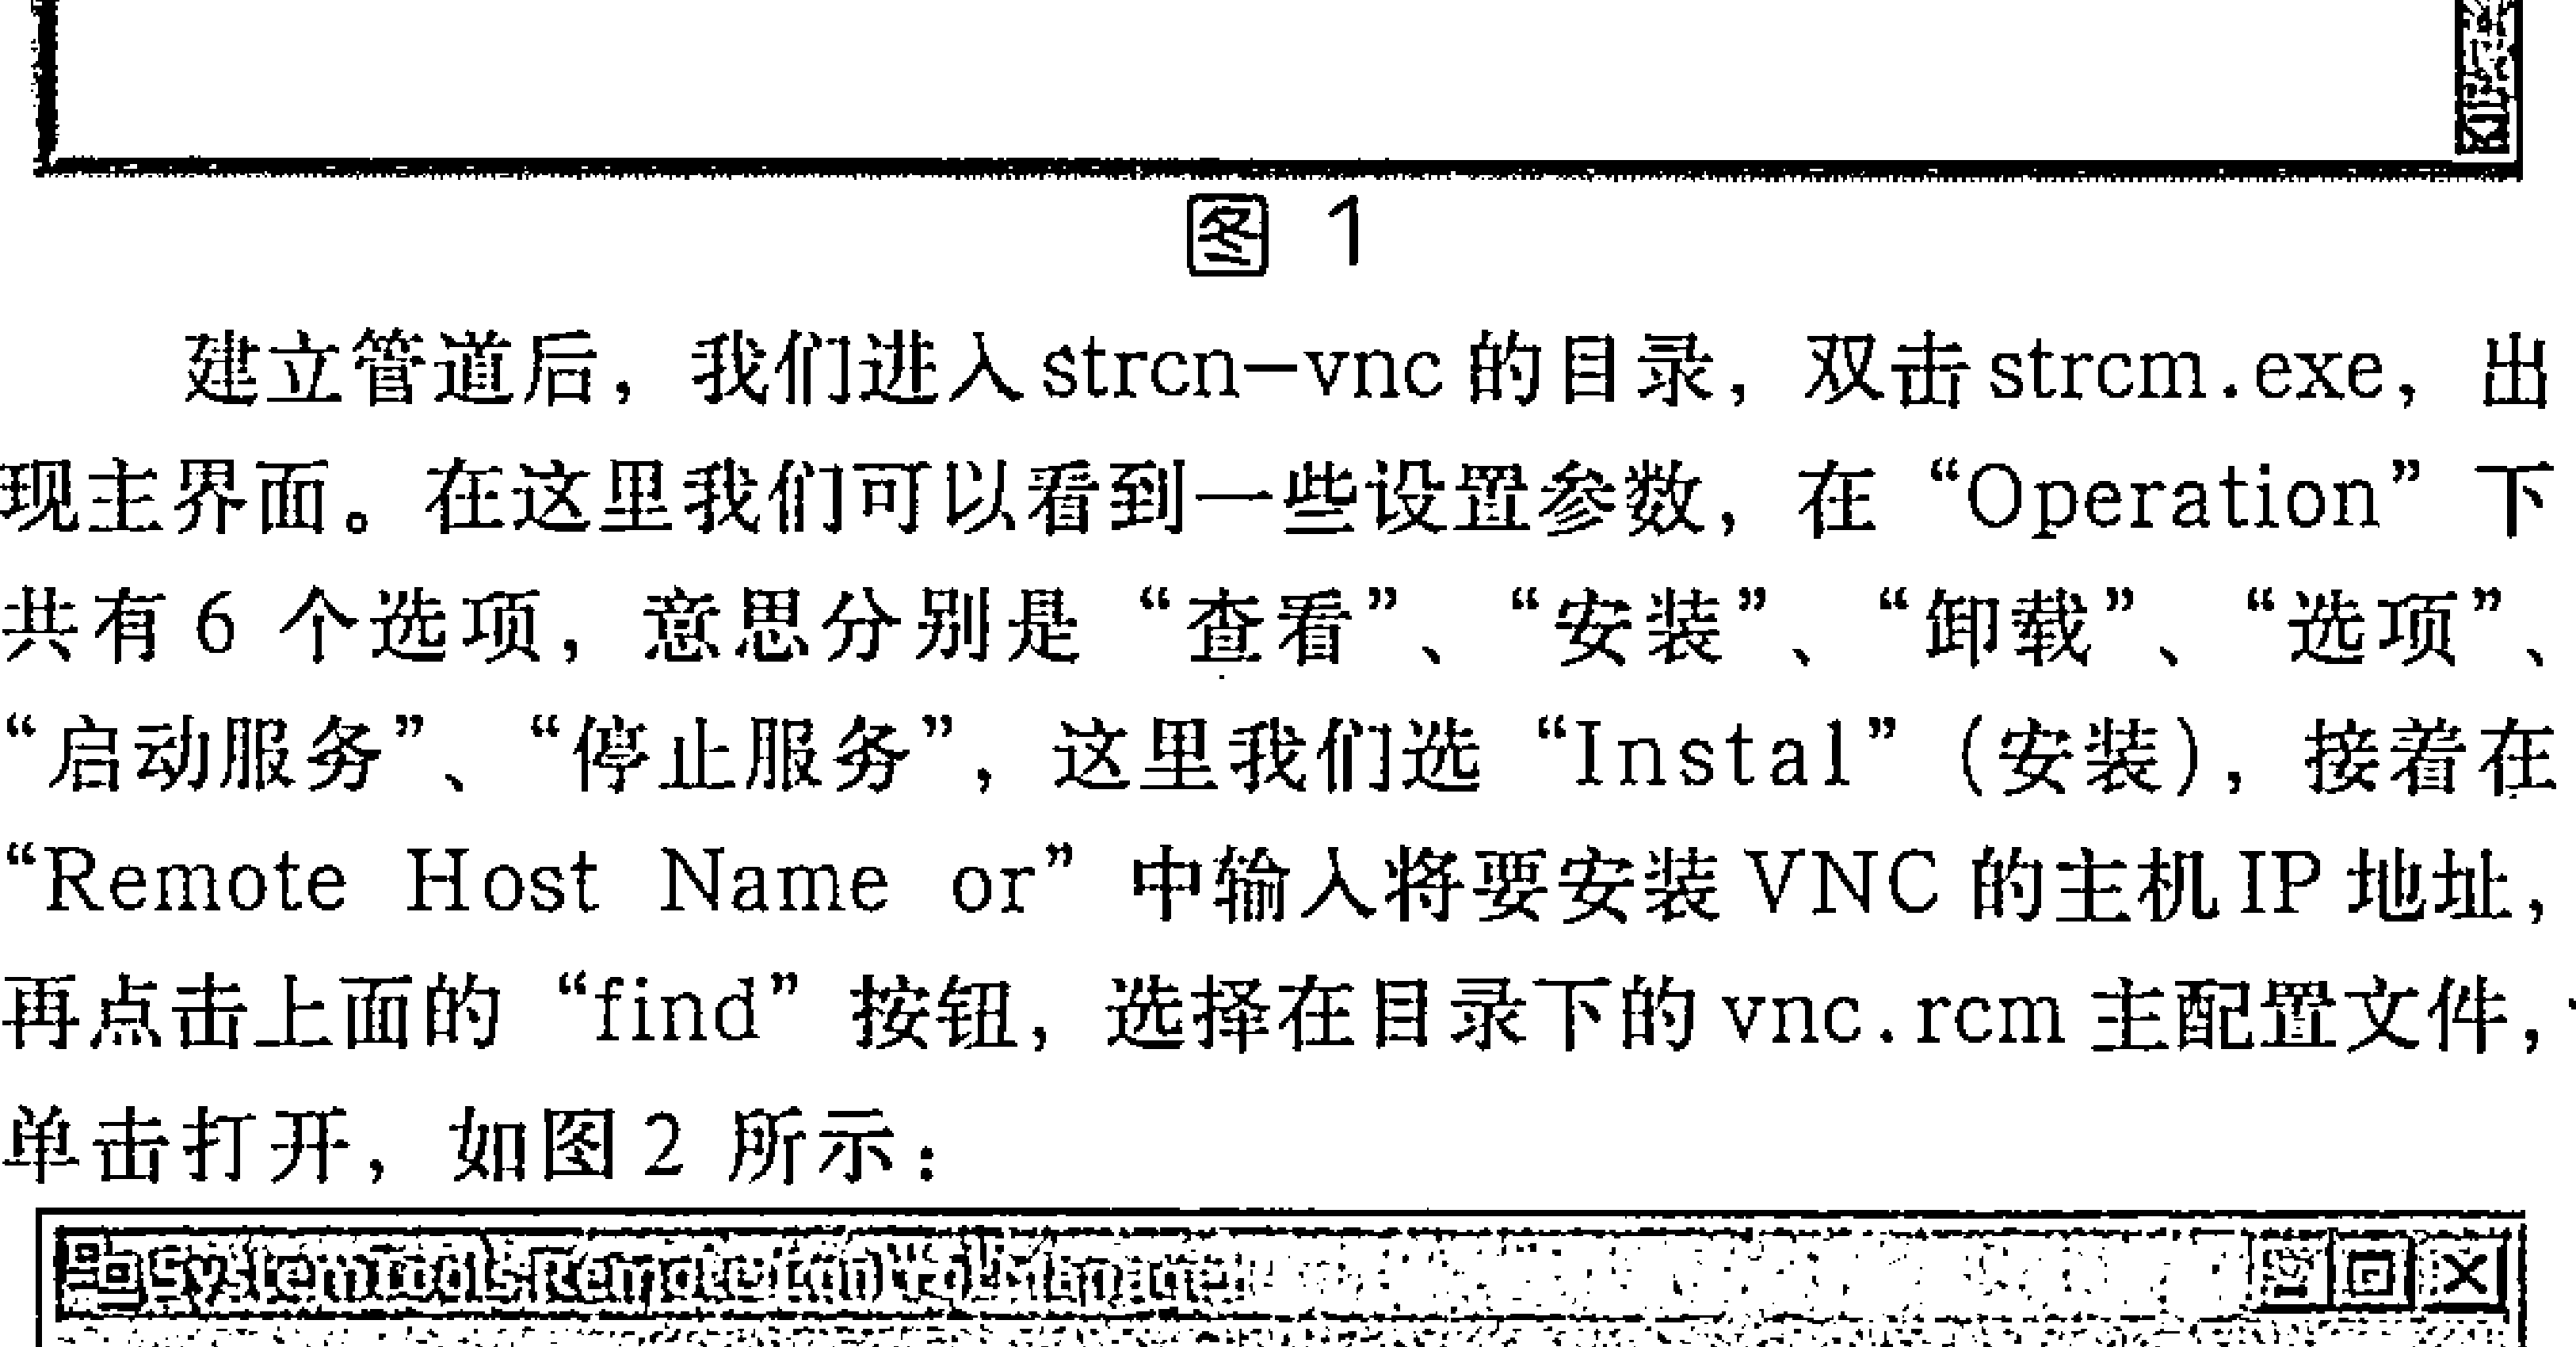 图 1
建立管道后，我们进入strcn-vnc的目录，双击strcm.exe，出
现主界面。在这里我们可以看到一些设置参数，在“Operation”下
共有6个选项，意思分别是“查看”、“安装”、“卸载”、“选项”、
“启动服务”、“停止服务”，这里我们选“Instal”(安装)，接着在
“Remote Host Name or”中输入将要安装VNC的主机IP地址，
再点击上面的“find”按钮，选择在目录下的vnc.rcm主配置文件，
单击打开，如图2所示：
SystemTools Remote Control Manager